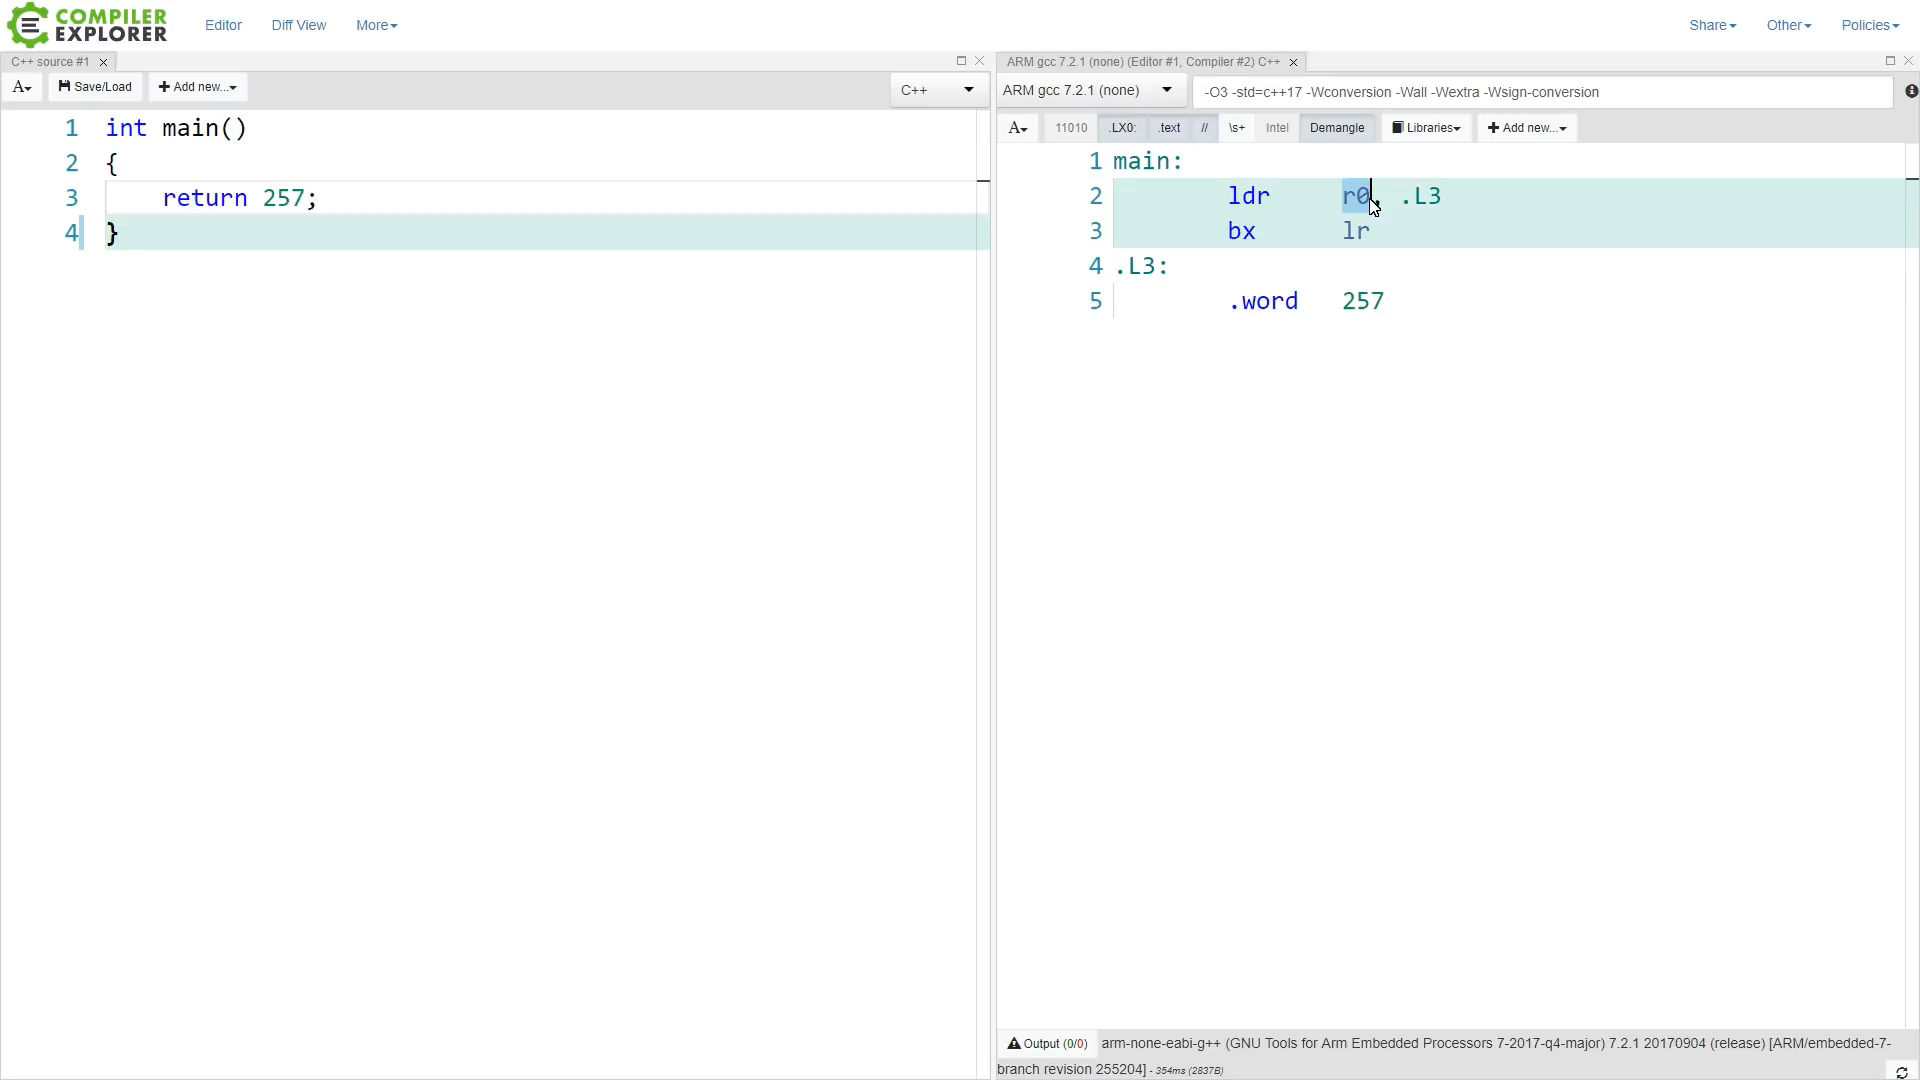 COMPILER EXPLORER Editor Diff View More Share Other Policies
C++ source #1
A Save/Load Add new... C++
1 int main()
2 {
3 return 257;
4 }
ARM gcc 7.2.1 (none) (Editor #1, Compiler #2) C++
ARM gcc 7.2.1 (none) -O3 -std=c++17 -Wconversion -Wall -Wextra -Wsign-conversion
A 11010 .LX0: .text // \s+ Intel Demangle Libraries Add new...
1 main:
2 ldr r0, .L3
3 bx lr
4 .L3:
5 .word 257
Output (0/0) arm-none-eabi-g++ (GNU Tools for Arm Embedded Processors 7-2017-q4-major) 7.2.1 20170904 (release) [ARM/embedded-7-
branch revision 255204] - 354ms (2837B)